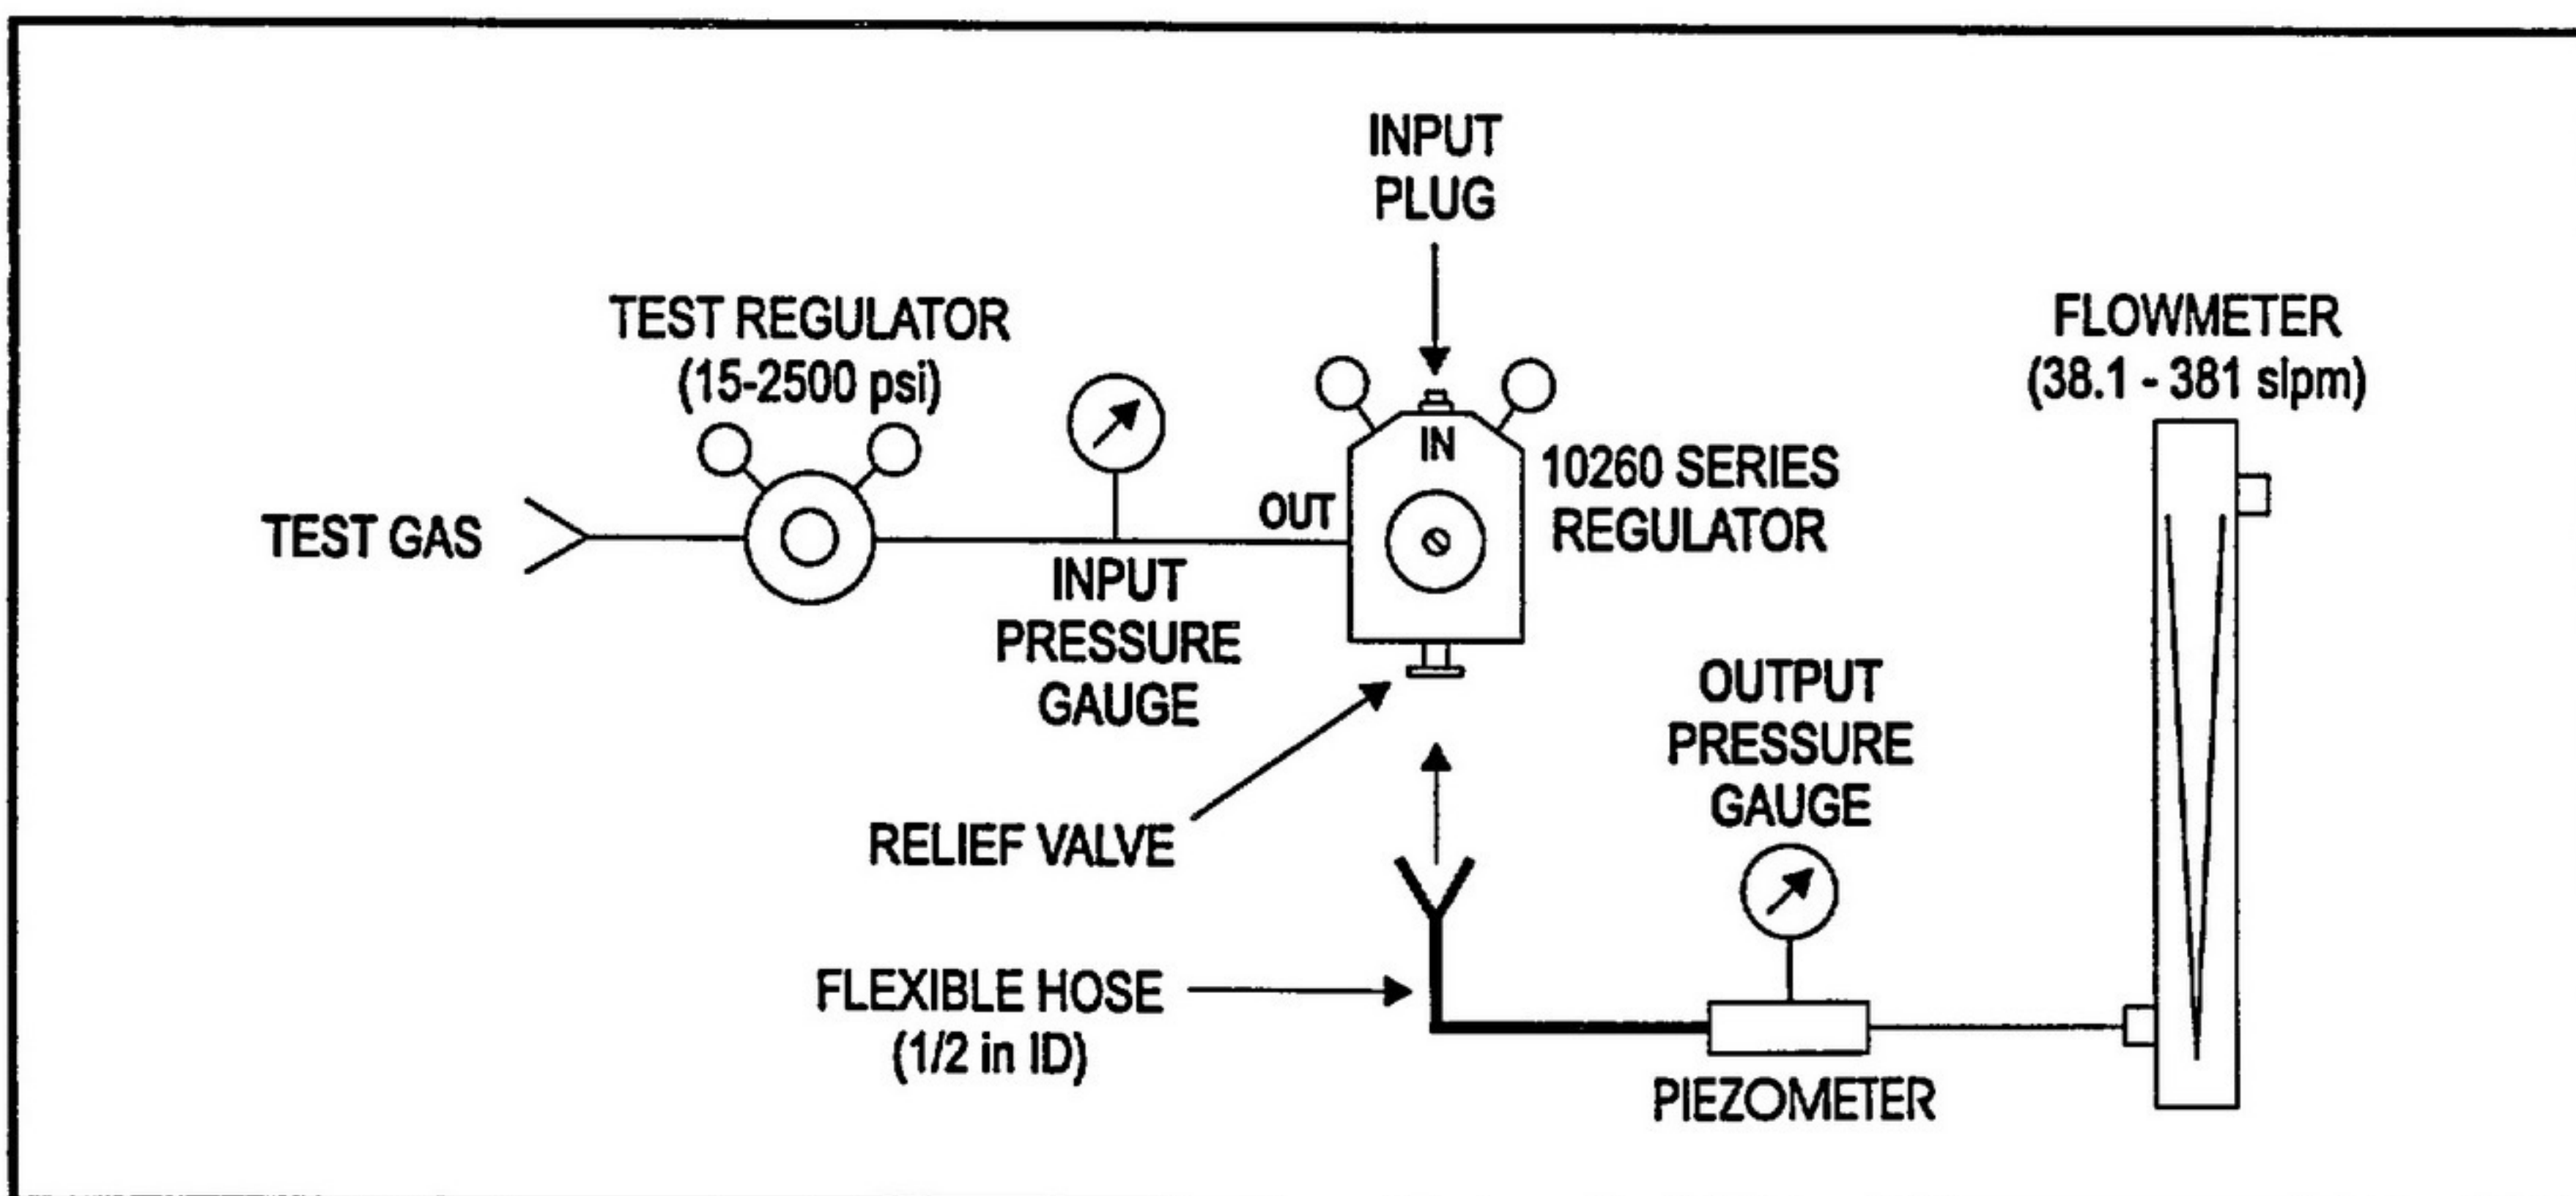 INPUT
PLUG
TEST REGULATOR
(15-2500 psi)
FLOWMETER
(38.1 - 381 slpm)
IN
10260 SERIES
REGULATOR
OUT
TEST GAS
INPUT
PRESSURE
GAUGE
OUTPUT
PRESSURE
GAUGE
RELIEF VALVE
FLEXIBLE HOSE
(1/2 in ID)
PIEZOMETER